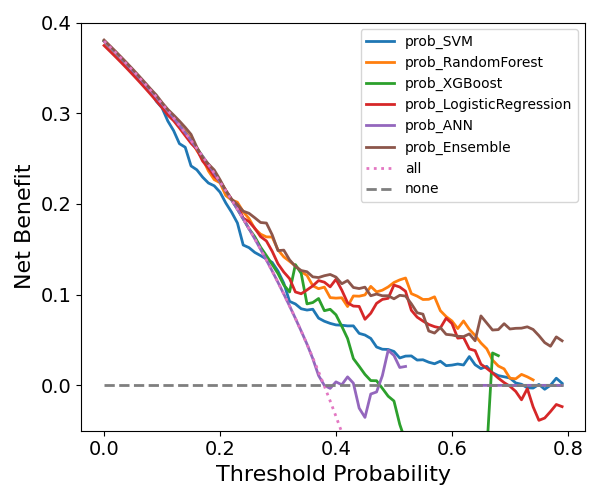 0.4
0.3
0.2
0.1
0.0
Net Benefit
prob_SVM
prob_RandomForest
prob_XGBoost
prob_LogisticRegression
prob_ANN
prob_Ensemble
all
none
0.0 0.2 0.4 0.6 0.8
Threshold Probability